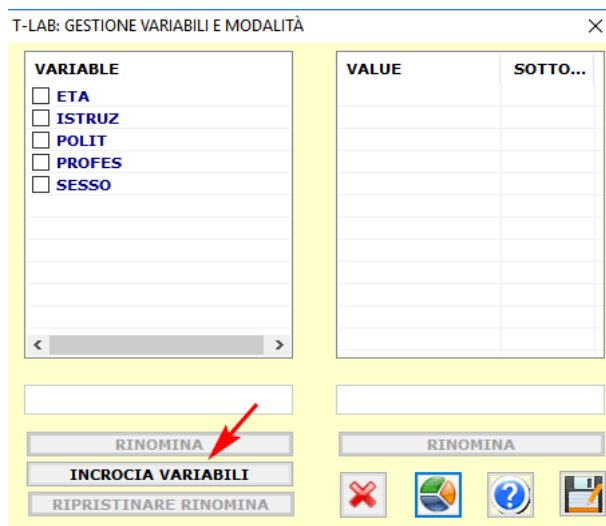 T-LAB: GESTIONE VARIABILI E MODALITÀ
VARIABLE
ETA
ISTRUZ
POLIT
PROFES
SESSO
VALUE SOTTO...
RINOMINA
INCROCIA VARIABILI
RIPRISTINARE RINOMINA
RINOMINA